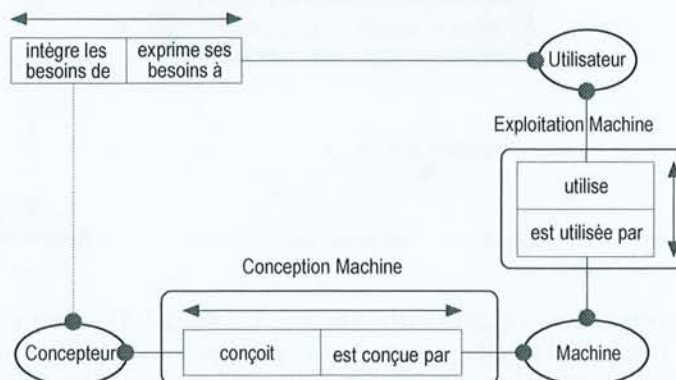 intègre les
besoins de
exprime ses
besoins à
Utilisateur
Exploitation Machine
utilise
est utilisée par
Conception Machine
Concepteur
conçoit
est conçue par
Machine